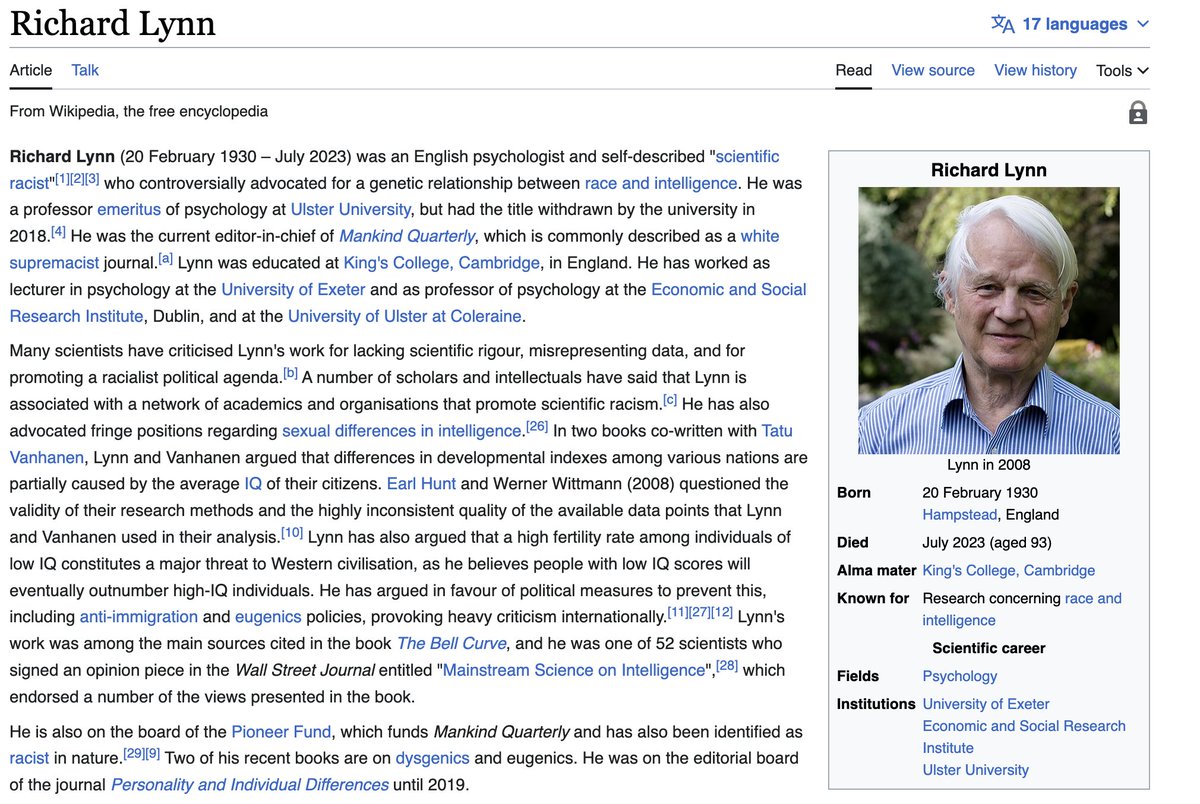 Richard Lynn
17 languages
Article Talk
Read View source View history Tools
From Wikipedia, the free encyclopedia
Richard Lynn (20 February 1930 – July 2023) was an English psychologist and self-described "scientific
racist"[1][2][3] who controversially advocated for a genetic relationship between race and intelligence. He was
a professor emeritus of psychology at Ulster University, but had the title withdrawn by the university in
2018.[4] He was the current editor-in-chief of Mankind Quarterly, which is commonly described as a white
supremacist journal.[a] Lynn was educated at King's College, Cambridge, in England. He has worked as
lecturer in psychology at the University of Exeter and as professor of psychology at the Economic and Social
Research Institute, Dublin, and at the University of Ulster at Coleraine.
Many scientists have criticised Lynn's work for lacking scientific rigour, misrepresenting data, and for
promoting a racialist political agenda.[b] A number of scholars and intellectuals have said that Lynn is
associated with a network of academics and organisations that promote scientific racism.[c] He has also
advocated fringe positions regarding sexual differences in intelligence.[26] In two books co-written with Tatu
Vanhanen, Lynn and Vanhanen argued that differences in developmental indexes among various nations are
partially caused by the average IQ of their citizens. Earl Hunt and Werner Wittmann (2008) questioned the
validity of their research methods and the highly inconsistent quality of the available data points that Lynn
and Vanhanen used in their analysis.[10] Lynn has also argued that a high fertility rate among individuals of
low IQ constitutes a major threat to Western civilisation, as he believes people with low IQ scores will
eventually outnumber high-IQ individuals. He has argued in favour of political measures to prevent this,
including anti-immigration and eugenics policies, provoking heavy criticism internationally.[11][27][12] Lynn's
work was among the main sources cited in the book The Bell Curve, and he was one of 52 scientists who
signed an opinion piece in the Wall Street Journal entitled "Mainstream Science on Intelligence",[28] which
endorsed a number of the views presented in the book.
He is also on the board of the Pioneer Fund, which funds Mankind Quarterly and has also been identified as
racist in nature.[29][9] Two of his recent books are on dysgenics and eugenics. He was on the editorial board
of the journal Personality and Individual Differences until 2019.
Richard Lynn
Lynn in 2008
Born 20 February 1930
Hampstead, England
Died July 2023 (aged 93)
Alma mater King's College, Cambridge
Known for Research concerning race and
intelligence
Scientific career
Fields Psychology
Institutions University of Exeter
Economic and Social Research
Institute
Ulster University